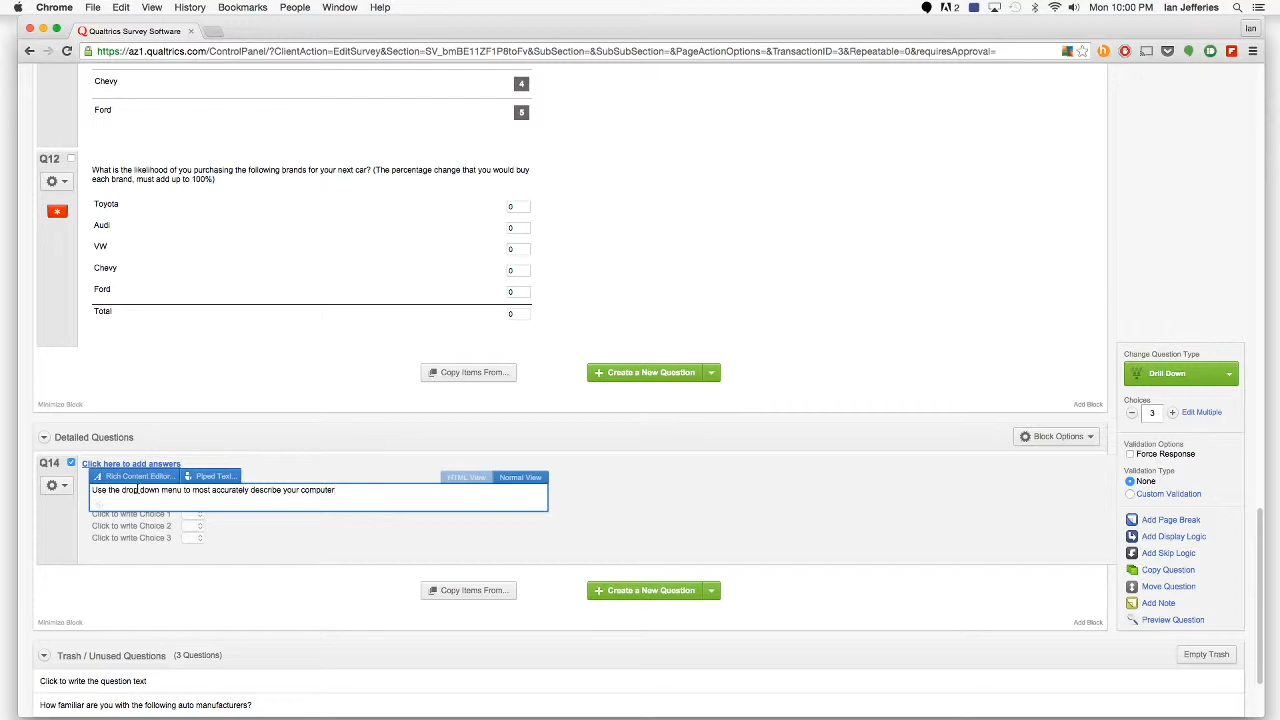 Chrome File Edit View History Bookmarks People Window Help
2 Mon 10:00 PM Ian Jefferies
Qualtrics Survey Software
Ian
https://az1.qualtrics.com/ControlPanel/?ClientAction=EditSurvey&Section=SV_bmBE11ZF1P8toFv&SubSection=&SubSubSection=&PageActionOptions=&TransactionID=3&Repeatable=0&requiresApproval=
Chevy
4
Ford
5
Q12
What is the likelihood of you purchasing the following brands for your next car? (The percentage change that you would buy
each brand, must add up to 100%)
Toyota 0
Audi 0
VW 0
Chevy 0
Ford 0
Total 0
Copy Items From...
Create a New Question
Minimize Block
Add Block
Change Question Type
Drill Down
Choices
3
Edit Multiple
Validation Options
Force Response
Validation Type
None
Custom Validation
Add Page Break
Add Display Logic
Add Skip Logic
Copy Question
Move Question
Add Note
Preview Question
Detailed Questions
Block Options
Q14
Click here to add answers
Rich Content Editor...
Piped Text...
HTML View
Normal View
Use the drop down menu to most accurately describe your computer
Click to write Choice 1
Click to write Choice 2
Click to write Choice 3
Copy Items From...
Create a New Question
Minimize Block
Add Block
Trash / Unused Questions (3 Questions)
Empty Trash
Click to write the question text
How familiar are you with the following auto manufacturers?